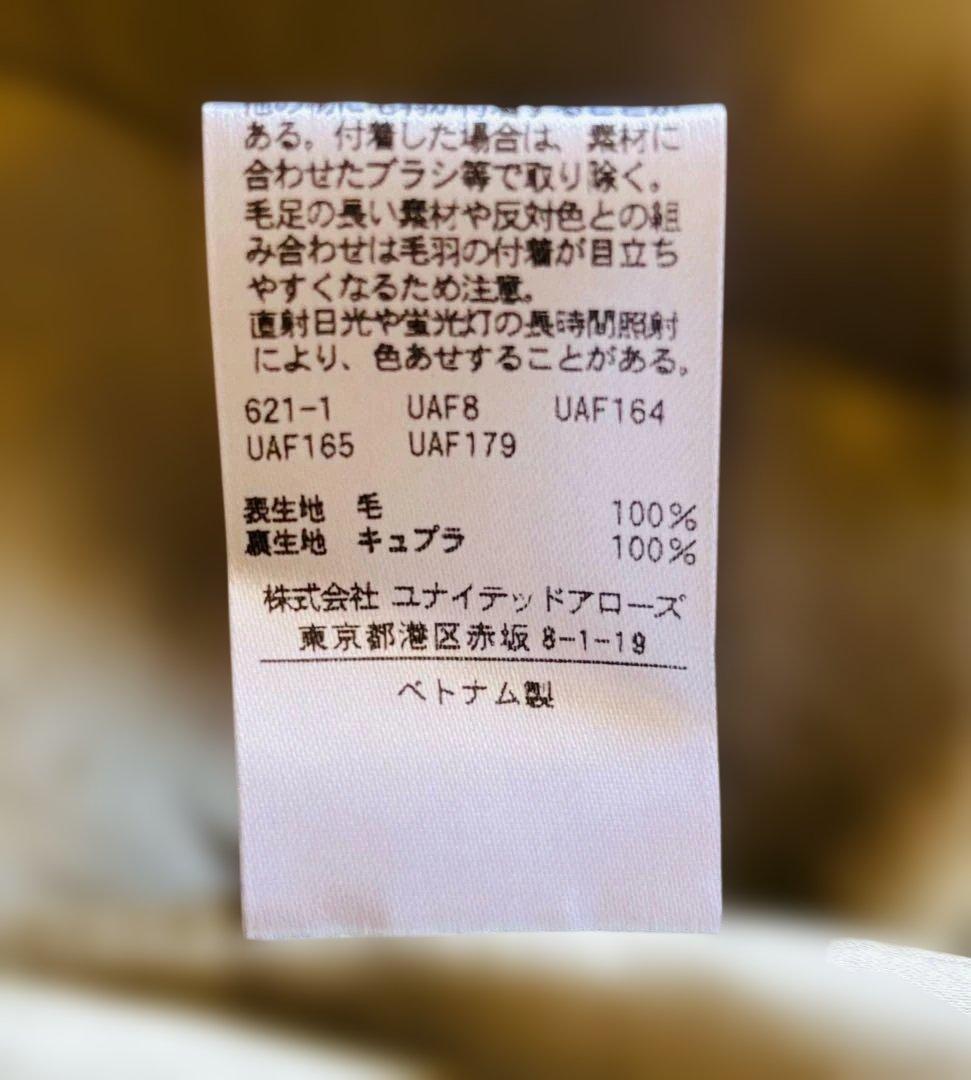 ある。付着した場合は、素材に
合わせたブラシ等で取り除く。
毛足の長い素材や反対色との組
み合わせは毛羽の付着が目立ち
やすくなるため注意。
直射日光や蛍光灯の長時間照射
により、色あせすることがある。
621-1 UAF8 UAF164
UAF165 UAF179
表生地 毛 100%
裏生地 キュプラ 100%
株式会社 ユナイテッドアローズ
東京都港区赤坂 8-1-19
ベトナム製